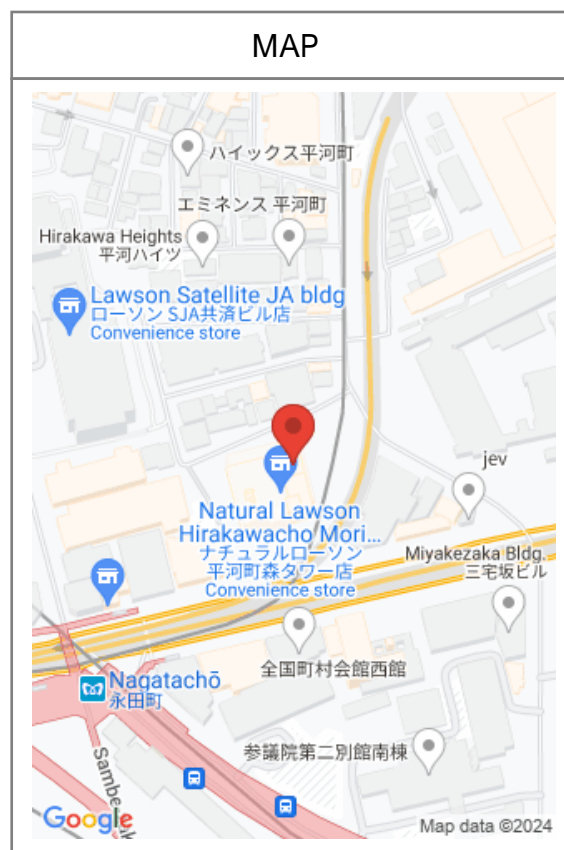 MAP
ハイックス平河町
エミネンス 平河町
Hirakawa Heights
平河ハイツ
Lawson Satellite JA bldg
ローソン SJA共済ビル店
Convenience store
jev
Natural Lawson
Hirakawacho Mori...
ナチュラルローソン
平河町森タワー店
Convenience store
Miyakezaka Bldg.
三宅坂ビル
全国町村会館西館
Nagatachō
永田町
参議院第二別館南棟
Google
Map data ©2024